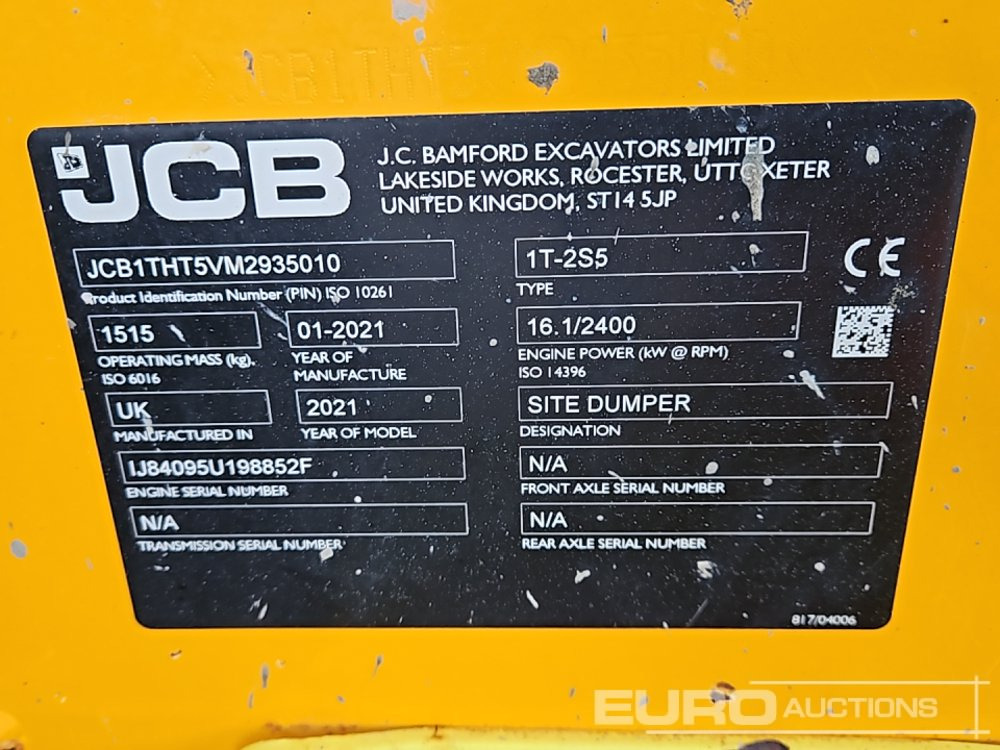 JCB1THT5
JCB
J.C. BAMFORD EXCAVATORS LIMITED
LAKESIDE WORKS, ROCESTER, UTTOXETER
UNITED KINGDOM, ST14 5JP
JCB1THT5VM2935010
Product Identification Number (PIN) ISO 10261
1T-2S5
TYPE
CE
1515
OPERATING MASS (kg),
ISO 6016
01-2021
YEAR OF
MANUFACTURE
16.1/2400
ENGINE POWER (kW @ RPM)
ISO 14396
UK
MANUFACTURED IN
2021
YEAR OF MODEL
SITE DUMPER
DESIGNATION
IJ84095U198852F
ENGINE SERIAL NUMBER
N/A
FRONT AXLE SERIAL NUMBER
N/A
TRANSMISSION SERIAL NUMBER
N/A
REAR AXLE SERIAL NUMBER
817/04006
EURO AUCTIONS